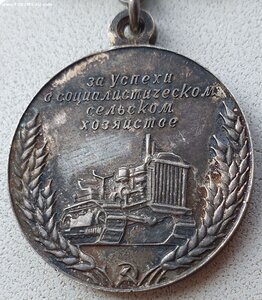 за успехи
в социалистическом
сельском
хозяйстве